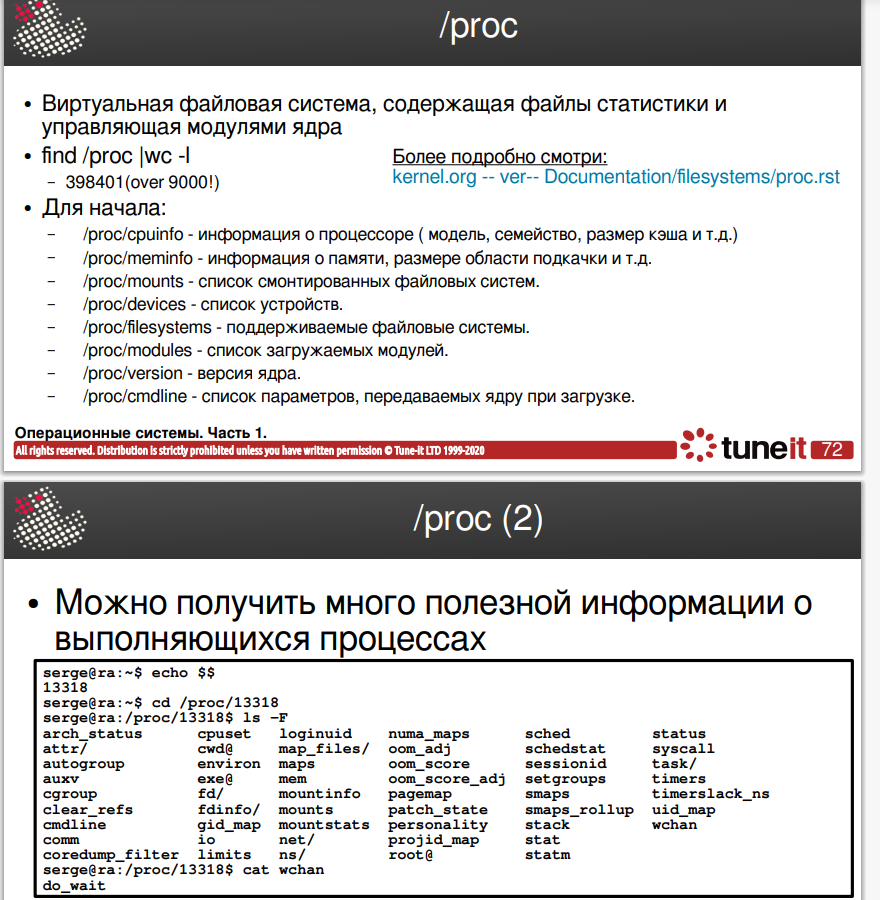 /proc
• Виртуальная файловая система, содержащая файлы статистики и
управляющая модулями ядра
• find /proc |wc -l
Более подробно смотри:
– 398401(over 9000!)
kernel.org -- ver-- Documentation/filesystems/proc.rst
• Для начала:
– /proc/cpuinfo - информация о процессоре ( модель, семейство, размер кэша и т.д.)
– /proc/meminfo - информация о памяти, размере области подкачки и т.д.
– /proc/mounts - список смонтированных файловых систем.
– /proc/devices - список устройств.
– /proc/filesystems - поддерживаемые файловые системы.
– /proc/modules - список загружаемых модулей.
– /proc/version - версия ядра.
– /proc/cmdline - список параметров, передаваемых ядру при загрузке.
Операционные системы. Часть 1.
All rights reserved. Distribution is strictly prohibited unless you have written permission © Tune-it LTD 1999-2020
tuneit 72
/proc (2)
• Можно получить много полезной информации о
выполняющихся процессах
serge@ra:~$ echo $$
13318
serge@ra:~$ cd /proc/13318
serge@ra:/proc/13318$ ls -F
arch_status cpuset loginuid numa_maps sched status
attr/ cwd@ map_files/ oom_adj schedstat syscall
autogroup environ maps oom_score sessionid task/
auxv exe@ mem oom_score_adj setgroups timers
cgroup fd/ mountinfo pagemap smaps timerslack_ns
clear_refs fdinfo/ mounts patch_state smaps_rollup uid_map
cmdline gid_map mountstats personality stack wchan
comm io net/ projid_map stat
coredump_filter limits ns/ root@ statm
serge@ra:/proc/13318$ cat wchan
do_wait